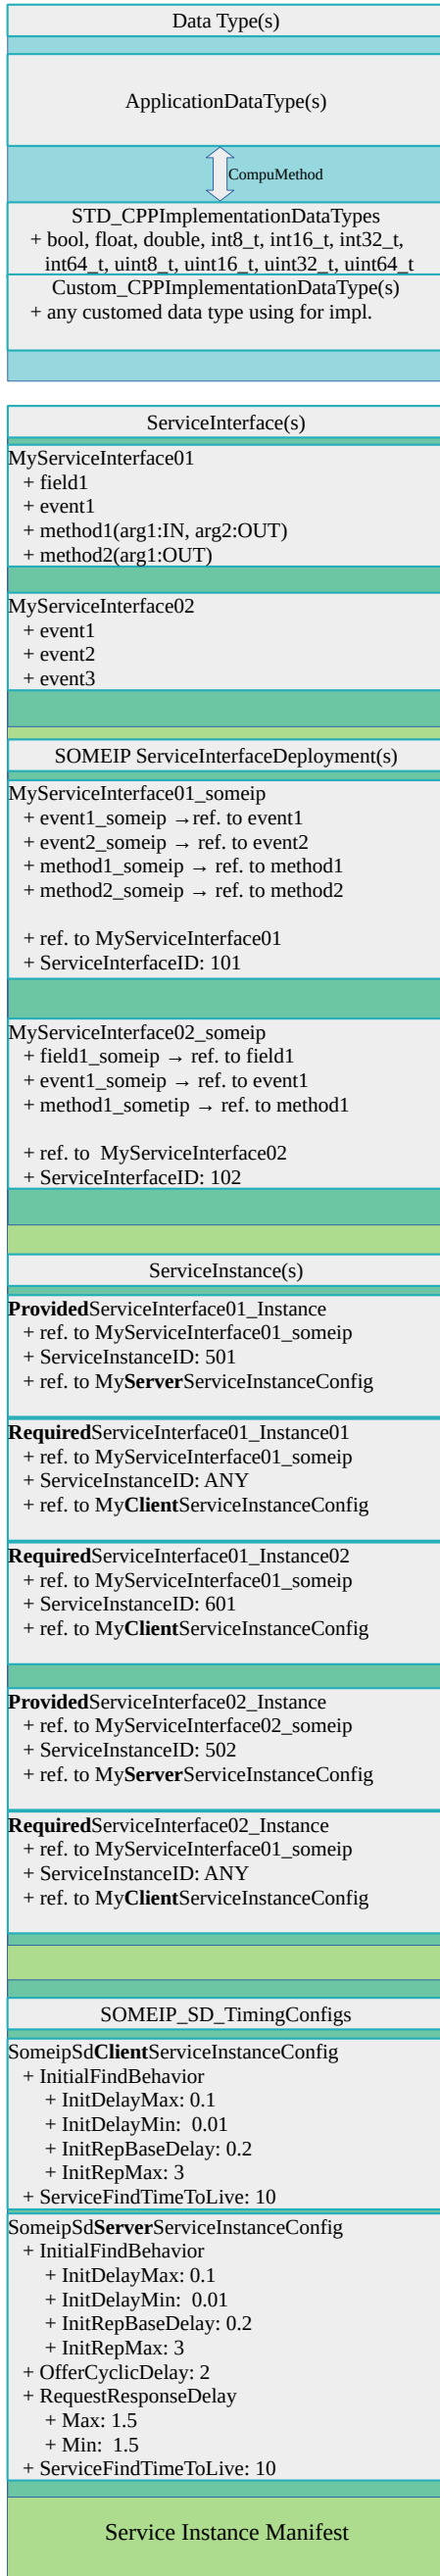 Data Type(s)
ApplicationDataType(s)
CompuMethod
STD_CPPImplementationDataTypes
+ bool, float, double, int8_t, int16_t, int32_t,
int64_t, uint8_t, uint16_t, uint32_t, uint64_t
Custom_CPPImplementationDataType(s)
+ any customed data type using for impl.
ServiceInterface(s)
MyServiceInterface01
+ field1
+ event1
+ method1(arg1:IN, arg2:OUT)
+ method2(arg1:OUT)
MyServiceInterface02
+ event1
+ event2
+ event3
SOMEIP ServiceInterfaceDeployment(s)
MyServiceInterface01_someip
+ event1_someip →ref. to event1
+ event2_someip → ref. to event2
+ method1_someip → ref. to method1
+ method2_someip → ref. to method2
+ ref. to MyServiceInterface01
+ ServiceInterfaceID: 101
MyServiceInterface02_someip
+ field1_someip → ref. to field1
+ event1_someip → ref. to event1
+ method1_sometip → ref. to method1
+ ref. to  MyServiceInterface02
+ ServiceInterfaceID: 102
ServiceInstance(s)
ProvidedServiceInterface01_Instance
+ ref. to MyServiceInterface01_someip
+ ServiceInstanceID: 501
+ ref. to MyServerServiceInstanceConfig
RequiredServiceInterface01_Instance01
+ ref. to MyServiceInterface01_someip
+ ServiceInstanceID: ANY
+ ref. to MyClientServiceInstanceConfig
RequiredServiceInterface01_Instance02
+ ref. to MyServiceInterface01_someip
+ ServiceInstanceID: 601
+ ref. to MyClientServiceInstanceConfig
ProvidedServiceInterface02_Instance
+ ref. to MyServiceInterface02_someip
+ ServiceInstanceID: 502
+ ref. to MyServerServiceInstanceConfig
RequiredServiceInterface02_Instance
+ ref. to MyServiceInterface01_someip
+ ServiceInstanceID: ANY
+ ref. to MyClientServiceInstanceConfig
SOMEIP_SD_TimingConfigs
SomeipSdClientServiceInstanceConfig
+ InitialFindBehavior
+ InitDelayMax: 0.1
+ InitDelayMin:  0.01
+ InitRepBaseDelay: 0.2
+ InitRepMax: 3
+ ServiceFindTimeToLive: 10
SomeipSdServerServiceInstanceConfig
+ InitialFindBehavior
+ InitDelayMax: 0.1
+ InitDelayMin:  0.01
+ InitRepBaseDelay: 0.2
+ InitRepMax: 3
+ OfferCyclicDelay: 2
+ RequestResponseDelay
+ Max: 1.5
+ Min:  1.5
+ ServiceFindTimeToLive: 10
Service Instance Manifest